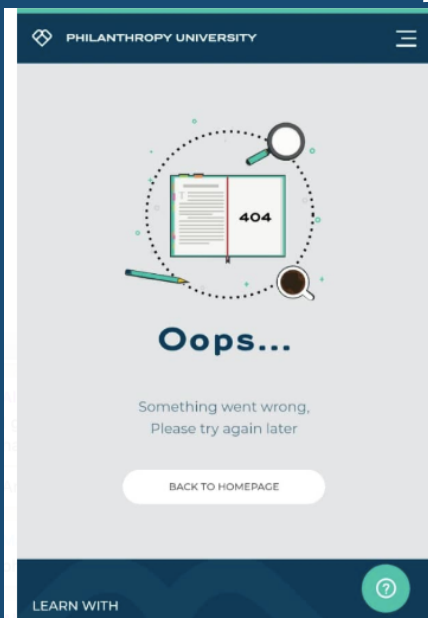 PHILANTHROPY UNIVERSITY
404
Oops...
Something went wrong,
Please try again later
BACK TO HOMEPAGE
?
LEARN WITH